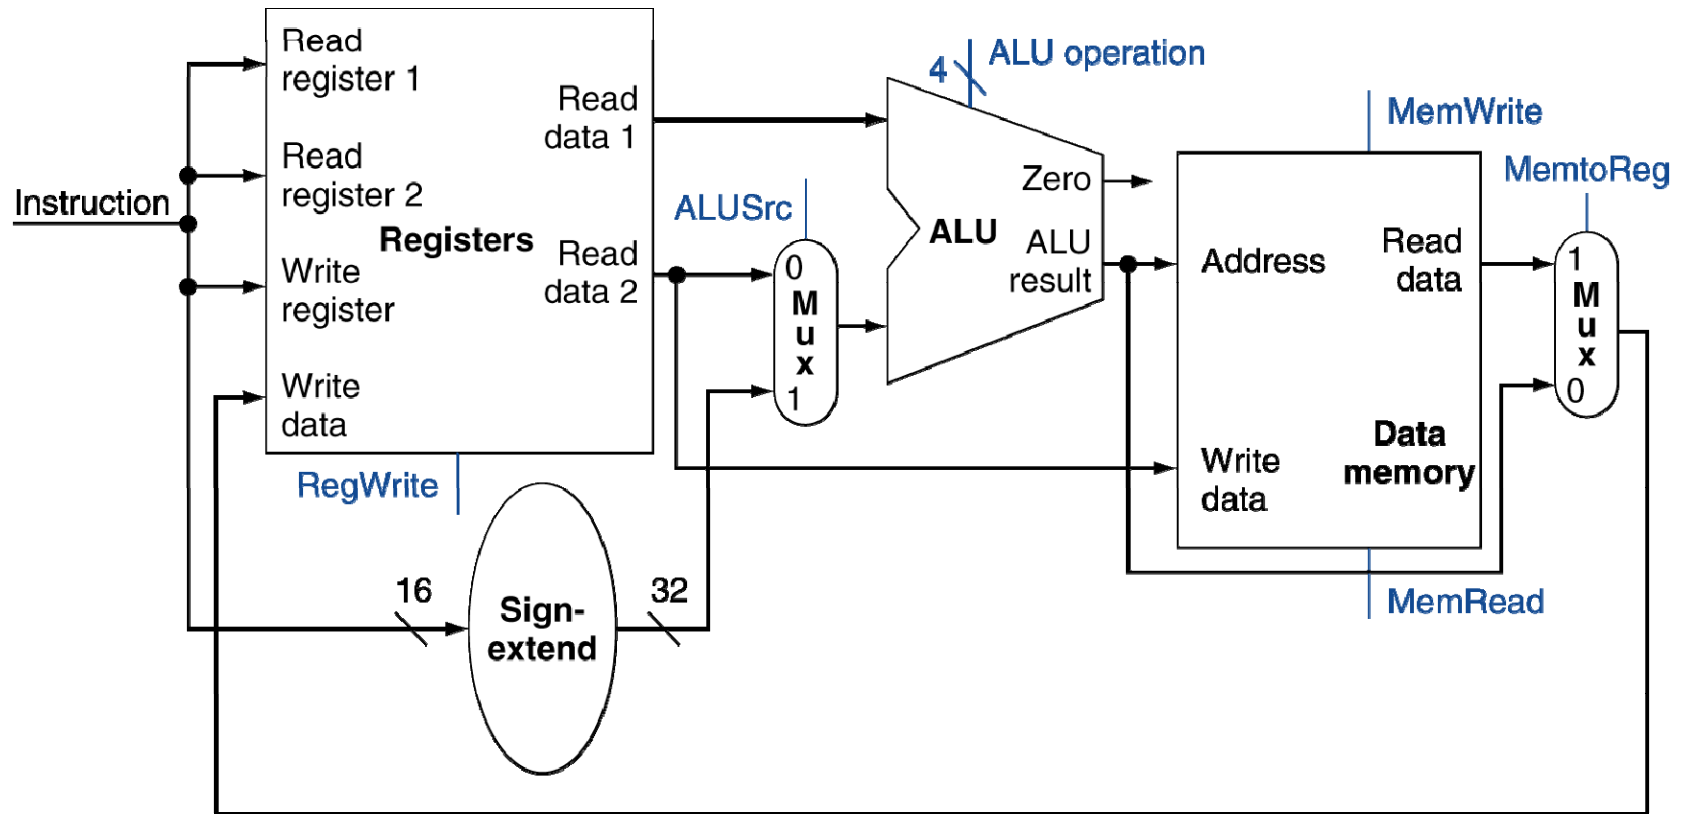 Instruction
Read
register 1
Read
register 2
Write
register
Write
data
Registers
Read
data 1
Read
data 2
RegWrite
16
Sign-
extend
32
ALUSrc
0
M
u
x
1
4
ALU operation
Zero
ALU
ALU
result
MemWrite
Address
Read
data
Write
data
Data
memory
MemRead
MemtoReg
1
M
u
x
0